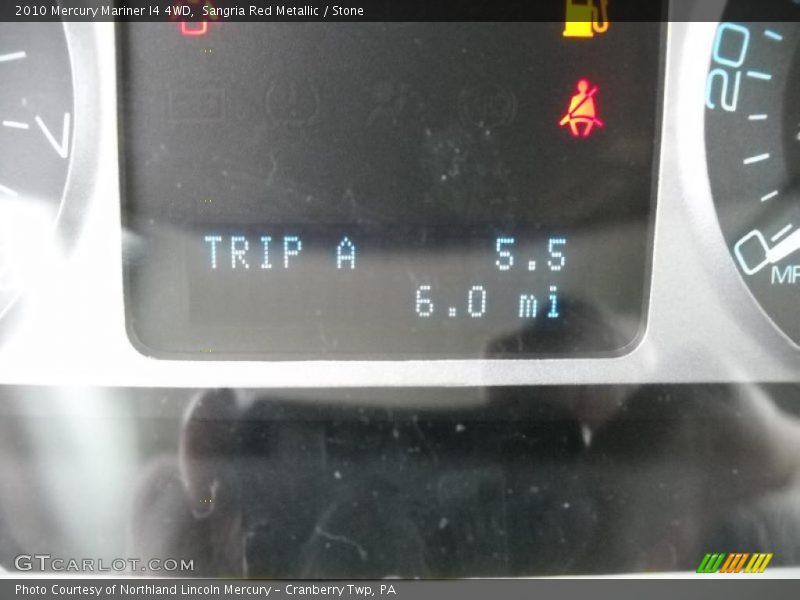 2010 Mercury Mariner I4 4WD, Sangria Red Metallic / Stone
20
TRIP A 5.5
0
6.0 mi
GTCARLOT.COM
Photo Courtesy of Northland Lincoln Mercury – Cranberry Twp, PA